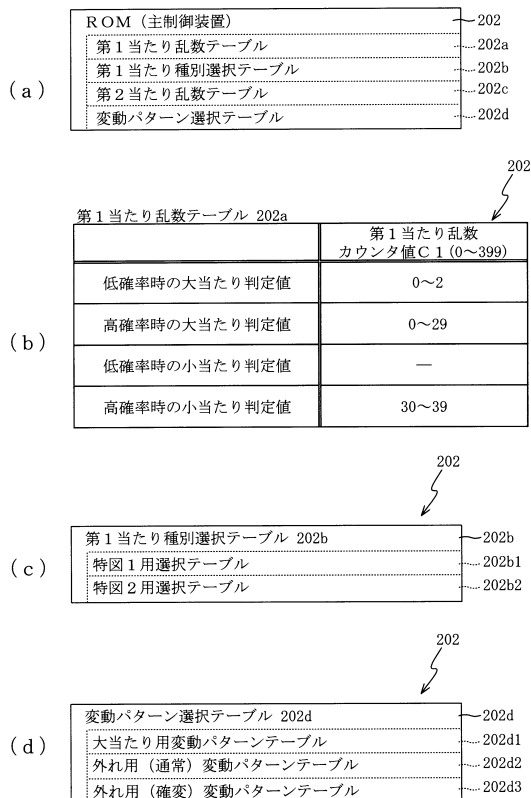 ROM（主制御装置） 202
第1当たり乱数テーブル 202a
第1当たり種別選択テーブル 202b
第2当たり乱数テーブル 202c
変動パターン選択テーブル 202d
(a)
202
第1当たり乱数テーブル 202a
第1当たり乱数
カウンタ値C1(0～399)
低確率時の大当たり判定値 0～2
高確率時の大当たり判定値 0～29
(b)
低確率時の小当たり判定値 ―
高確率時の小当たり判定値 30～39
202
第1当たり種別選択テーブル 202b 202b
(c)
特図1用選択テーブル 202b1
特図2用選択テーブル 202b2
202
変動パターン選択テーブル 202d 202d
(d)
大当たり用変動パターンテーブル 202d1
外れ用（通常）変動パターンテーブル 202d2
外れ用（確変）変動パターンテーブル 202d3